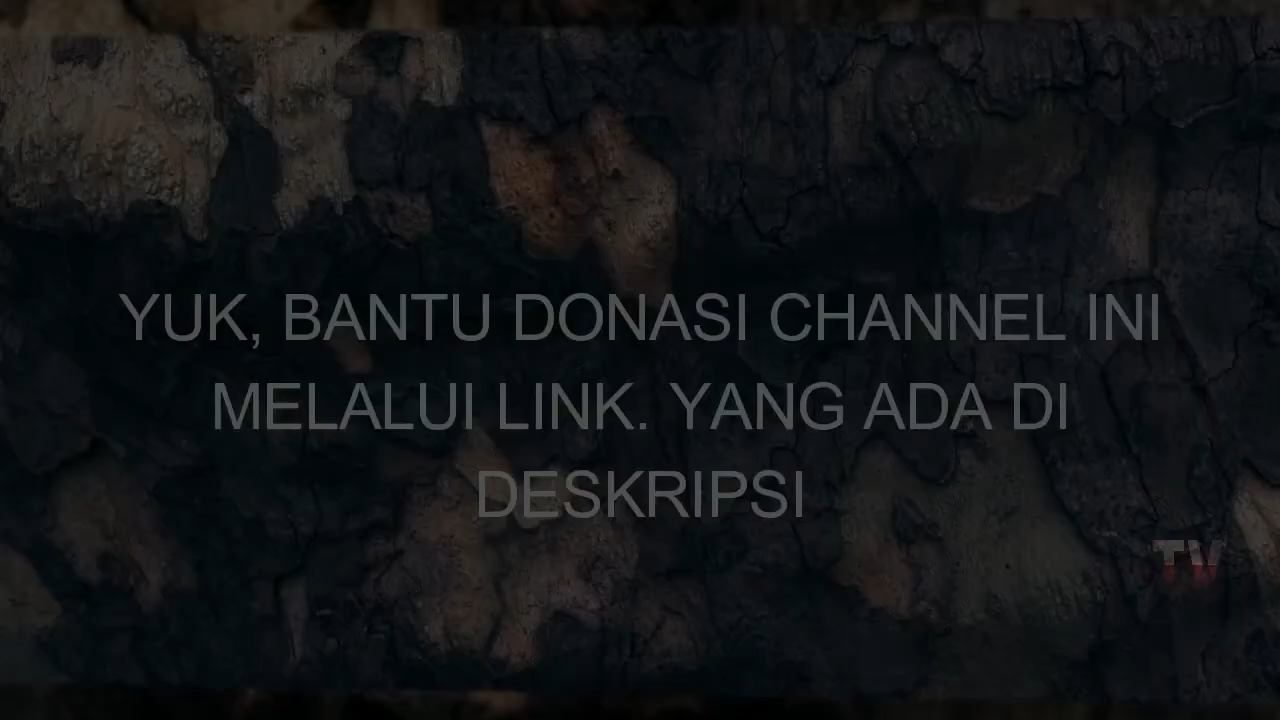 YUK, BANTU DONASI CHANNEL INI
MELALUI LINK. YANG ADA DI
DESKRIPSI
TV